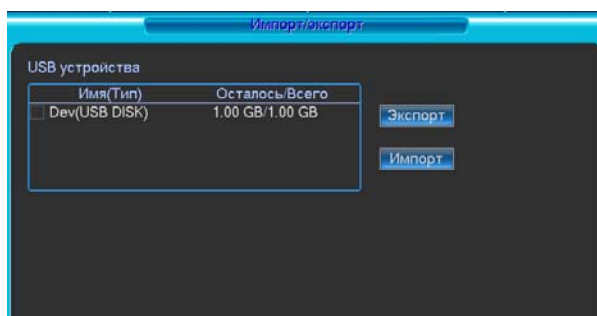 Импорт/экспорт
USB устройства
Имя(Тип) Осталось/Всего
Dev(USB DISK) 1.00 GB/1.00 GB
Экспорт
Импорт